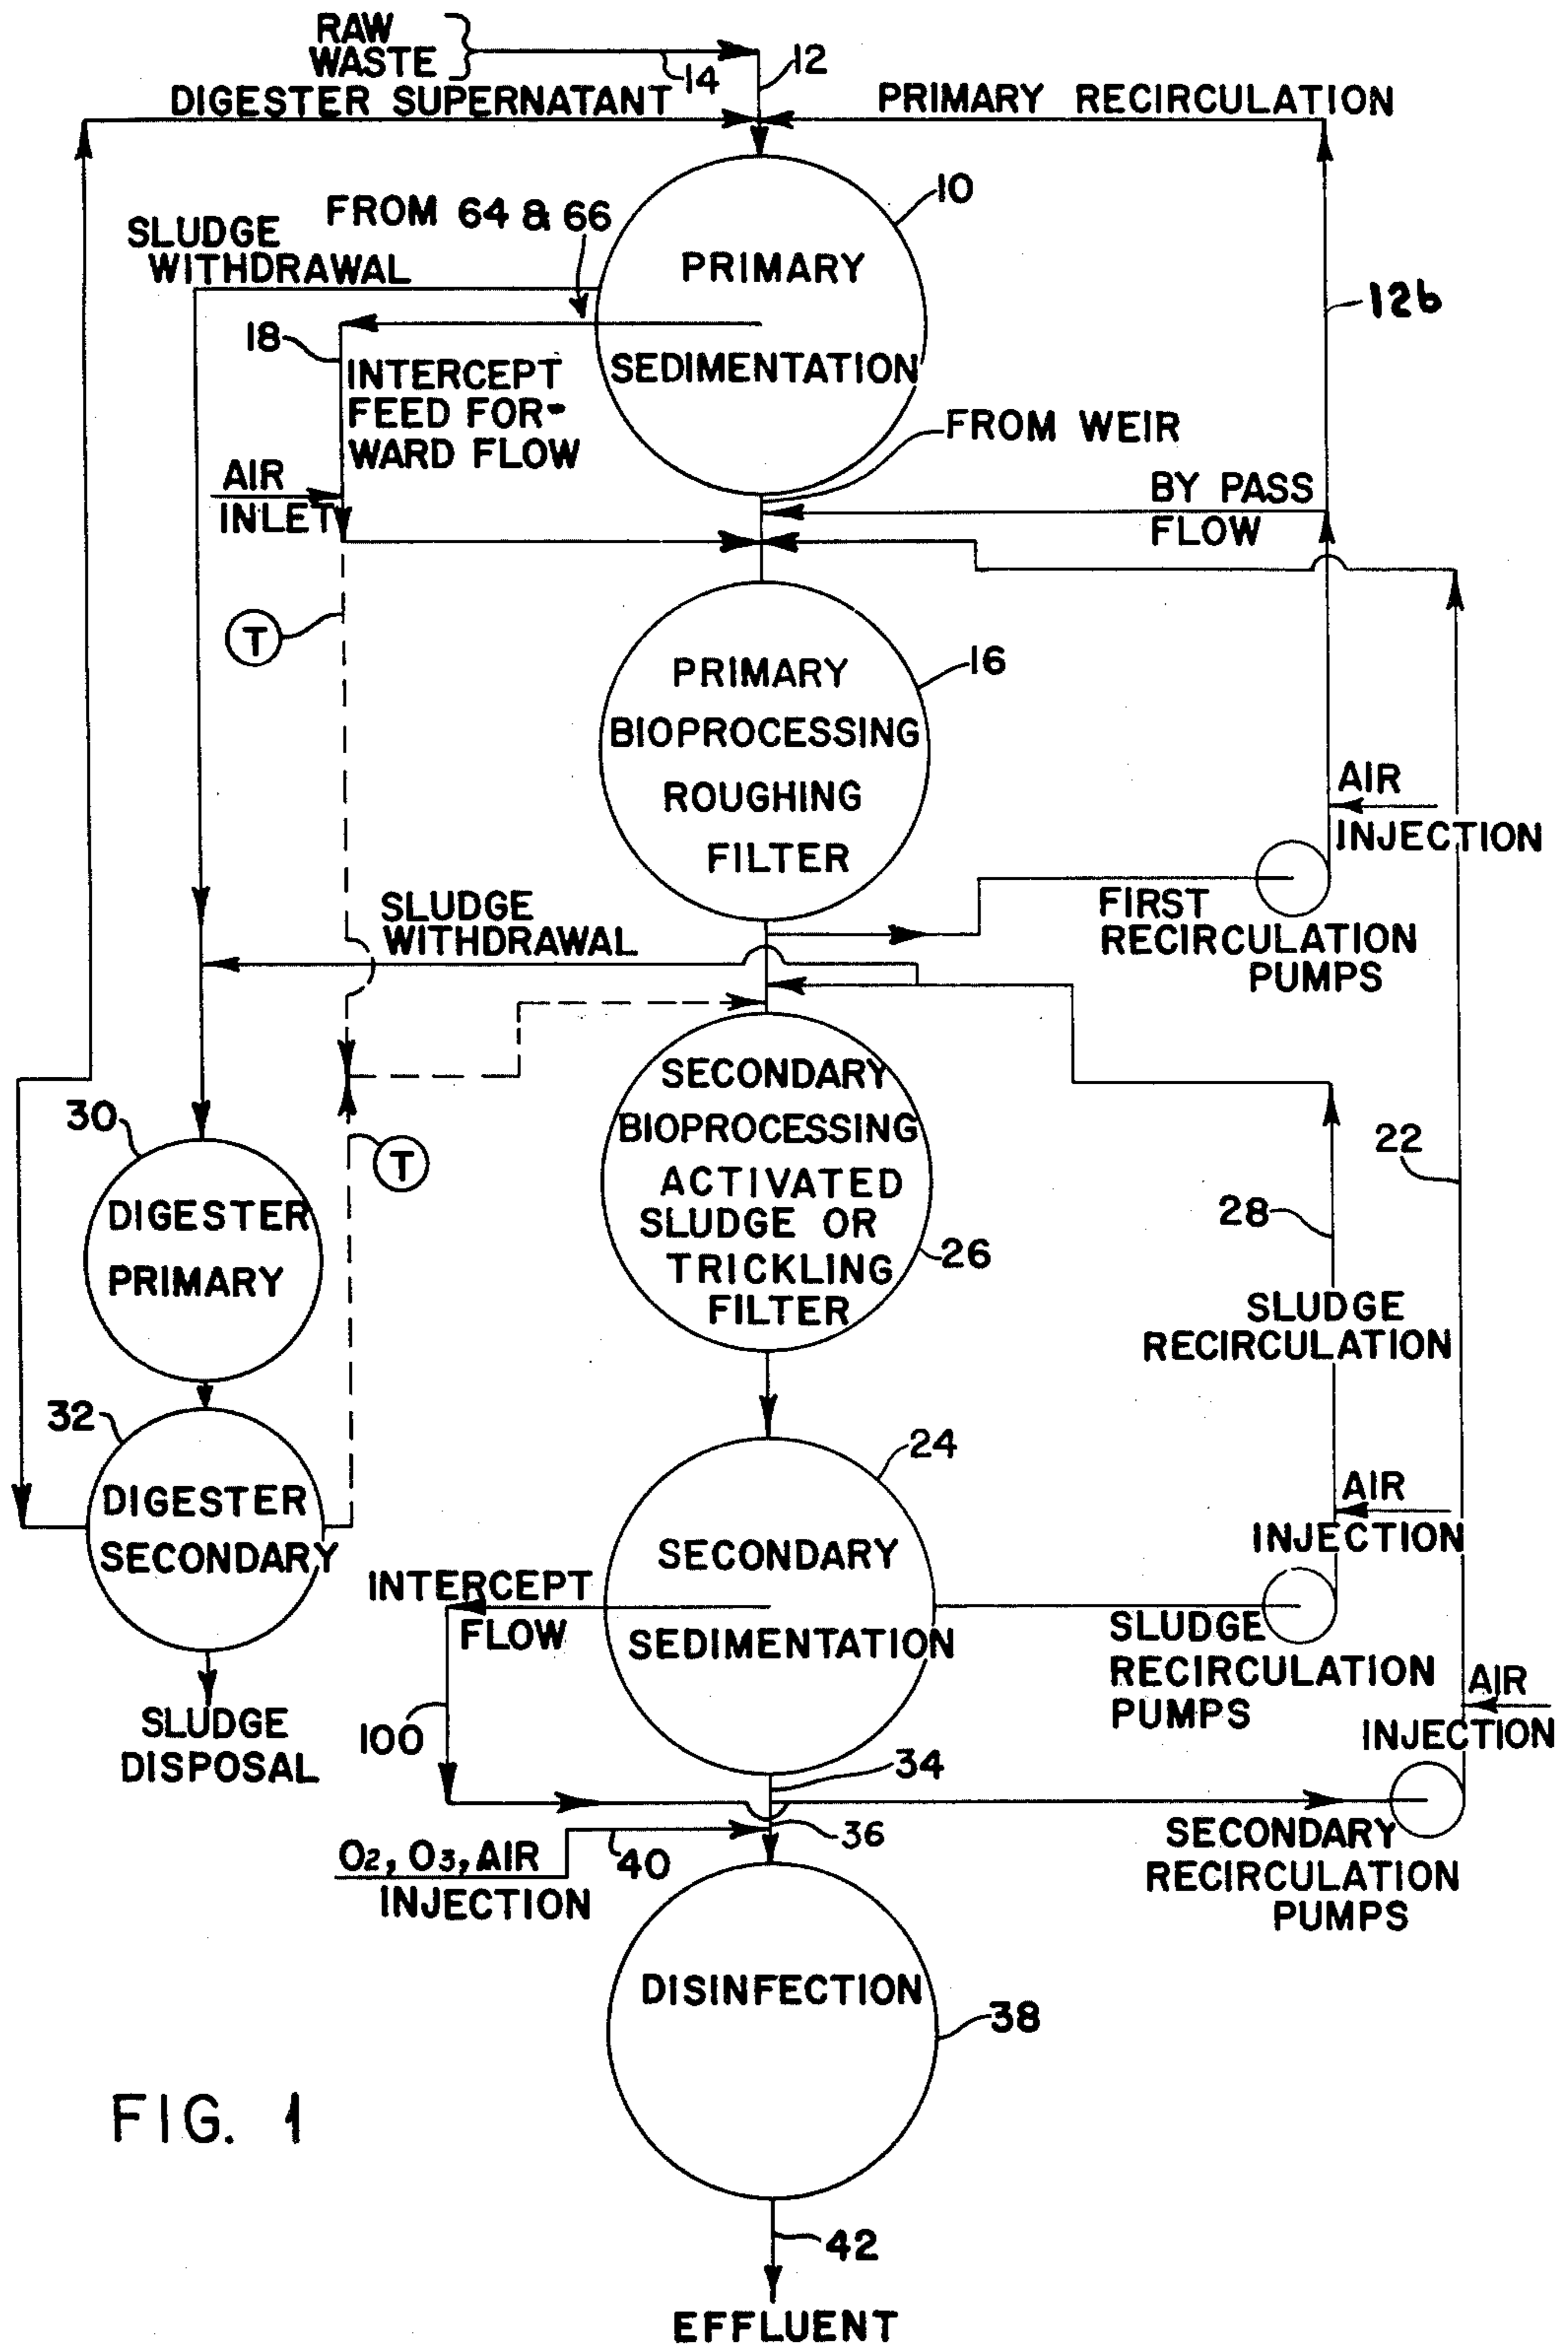 RAW
WASTE
14
12
DIGESTER SUPERNATANT
PRIMARY RECIRCULATION
10
FROM 64 & 66
SLUDGE
WITHDRAWAL
PRIMARY
SEDIMENTATION
12b
18
INTERCEPT
FEED FOR-
WARD FLOW
FROM WEIR
AIR
INLET
BY PASS
FLOW
T
16
PRIMARY
BIOPROCESSING
ROUGHING
FILTER
AIR
INJECTION
FIRST
RECIRCULATION
PUMPS
SLUDGE
WITHDRAWAL
30
DIGESTER
PRIMARY
T
SECONDARY
BIOPROCESSING
ACTIVATED
SLUDGE OR
TRICKLING
FILTER
26
22
28
SLUDGE
RECIRCULATION
32
DIGESTER
SECONDARY
24
SECONDARY
SEDIMENTATION
AIR
INJECTION
INTERCEPT
FLOW
SLUDGE
RECIRCULATION
PUMPS
AIR
INJECTION
SLUDGE
DISPOSAL
100
34
36
SECONDARY
RECIRCULATION
PUMPS
O2, O3, AIR
INJECTION
40
DISINFECTION
38
FIG. 1
42
EFFLUENT